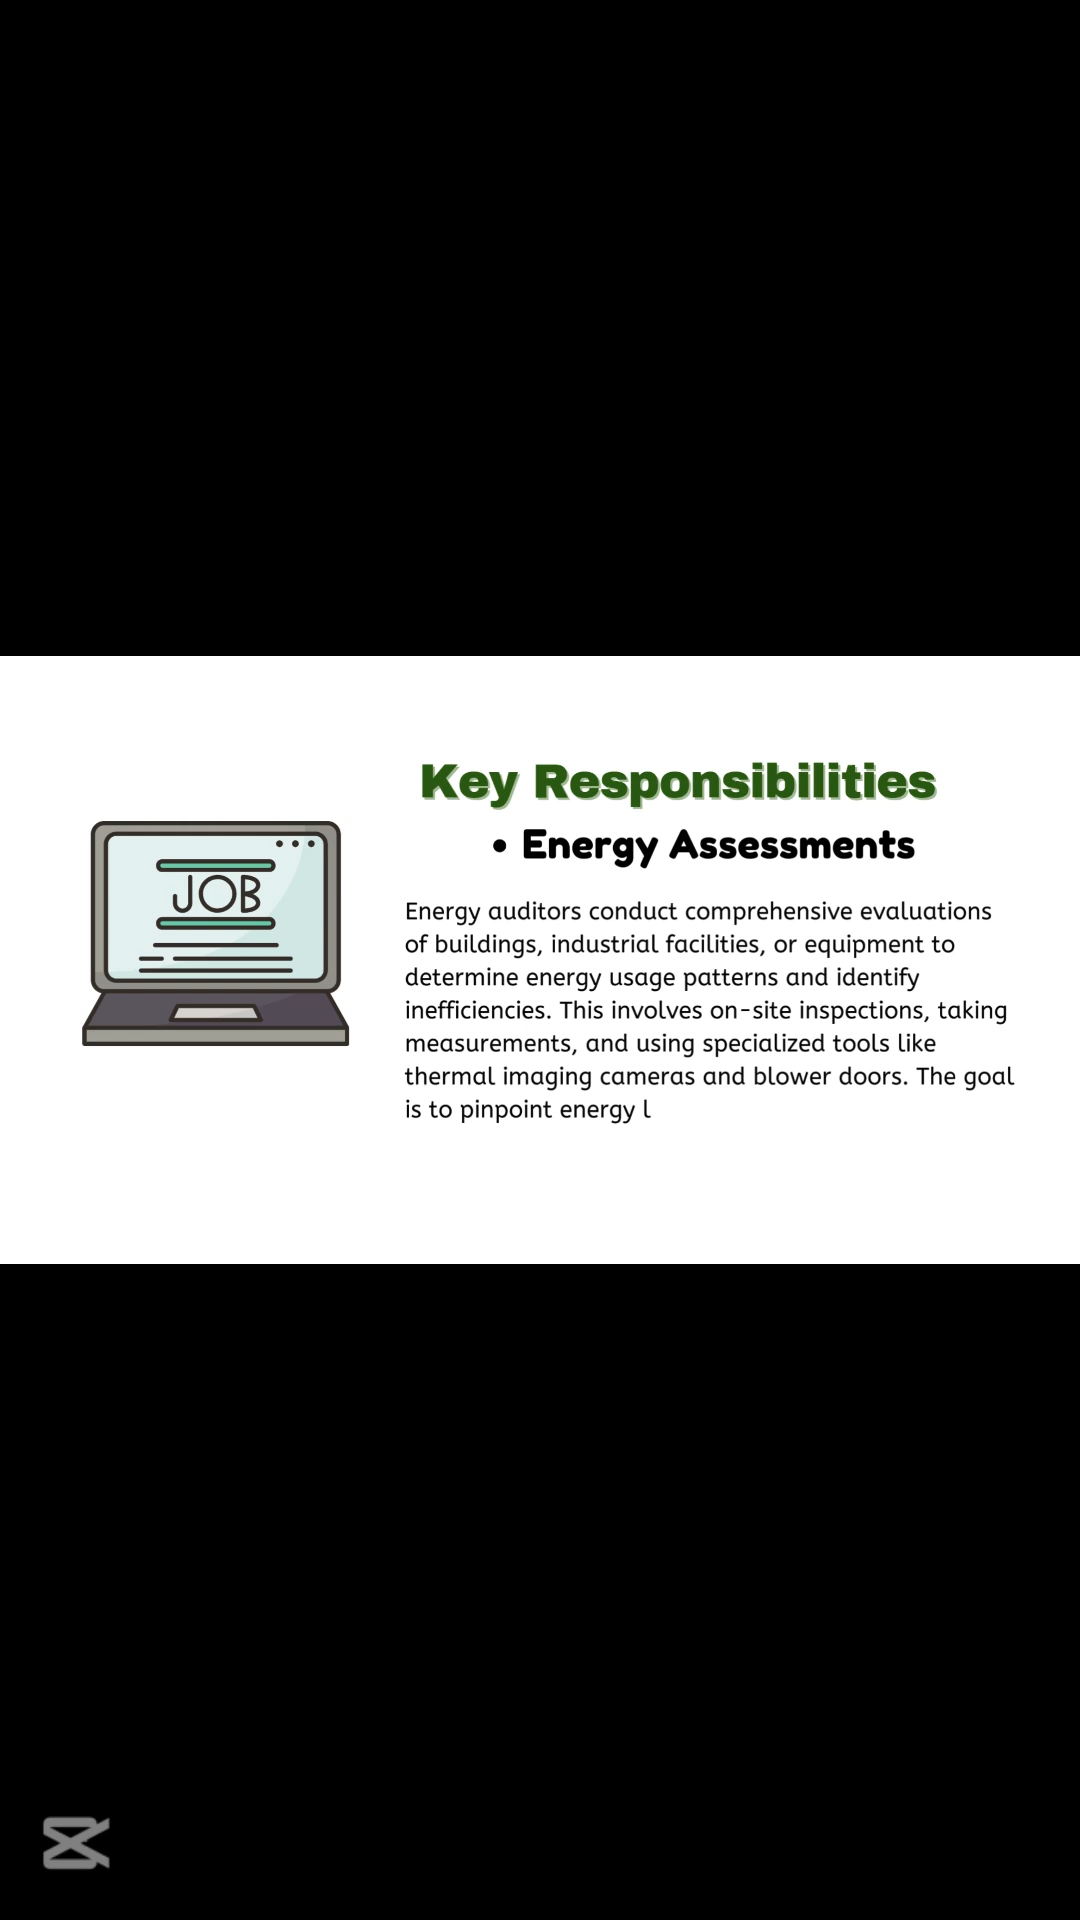 Key Responsibilities
• Energy Assessments
JOB
Energy auditors conduct comprehensive evaluations
of buildings, industrial facilities, or equipment to
determine energy usage patterns and identify
inefficiencies. This involves on-site inspections, taking
measurements, and using specialized tools like
thermal imaging cameras and blower doors. The goal
is to pinpoint energy l